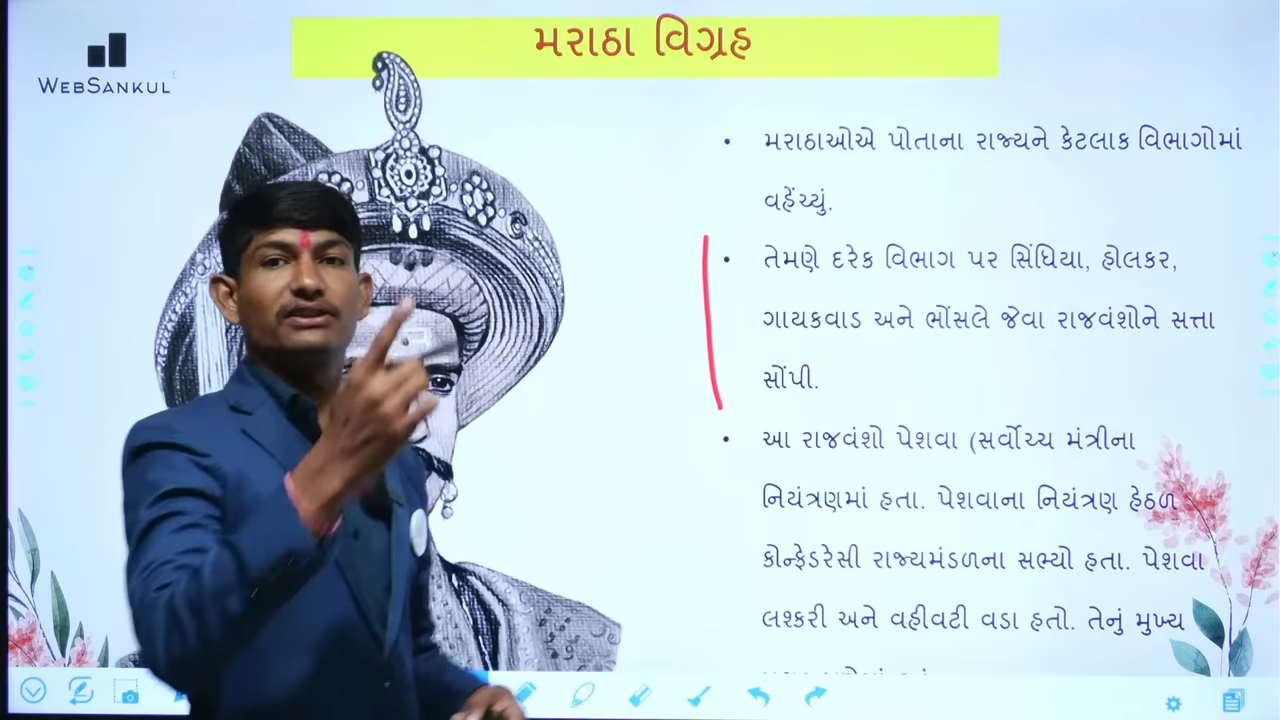 મરાઠા વિગ્રહ
WEBSANKUL
• મરાઠાઓએ પોતાના રાજ્યને કેટલાક વિભાગોમાં
વહેંચ્યું.
• તેમણે દરેક વિભાગ પર સિંધિયા, હોલકર,
ગાયકવાડ અને ભોંસલે જેવા રાજવંશોને સત્તા
સોંપી.
• આ રાજવંશો પેશવા (સર્વોચ્ચ મંત્રીના
નિયંત્રણમાં હતા. પેશવાના નિયંત્રણ હેઠળ
કોન્ફેડરેસી રાજ્યમંડળના સભ્યો હતા. પેશવા
લશ્કરી અને વહીવટી વડા હતો. તેનું મુખ્ય